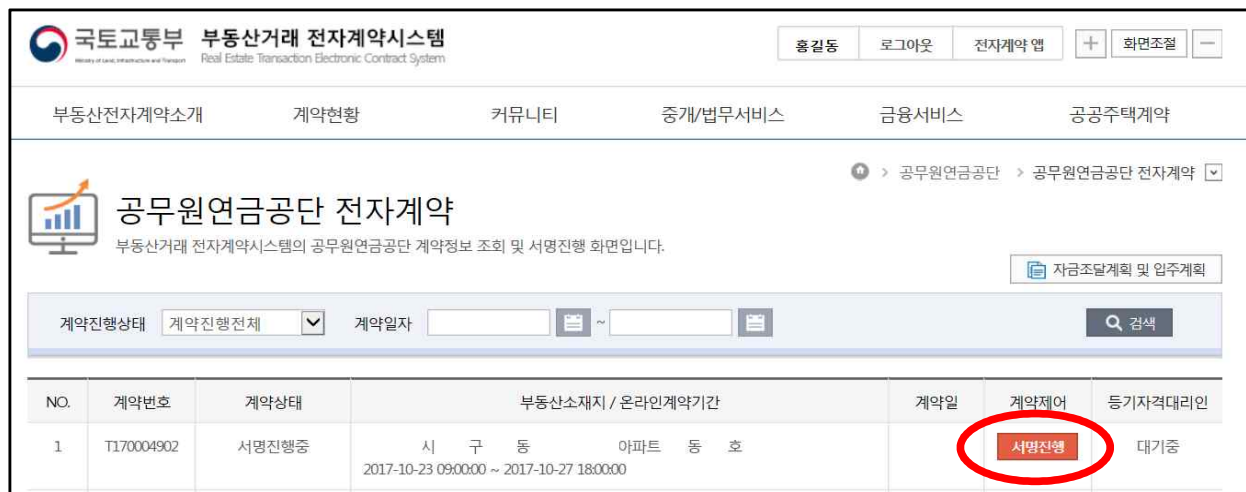 국토교통부 부동산거래 전자계약시스템
Ministry of Land, Infrastructure and Transport Real Estate Transaction Electronic Contract System
홍길동 로그아웃 전자계약 앱 + 화면조절 −
부동산전자계약소개 계약현황 커뮤니티 중개/법무서비스 금융서비스 공공주택계약
> 공무원연금공단 > 공무원연금공단 전자계약
공무원연금공단 전자계약
부동산거래 전자계약시스템의 공무원연금공단 계약정보 조회 및 서명진행 화면입니다.
자금조달계획 및 입주계획
계약진행상태 계약진행전체 계약일자 ~ 검색
NO. 계약번호 계약상태 부동산소재지 / 온라인계약기간 계약일 계약제어 등기자격대리인
1 T170004902 서명진행중 시 구 동 아파트 동 호 서명진행 대기중
2017-10-23 09:00:00 ~ 2017-10-27 18:00:00